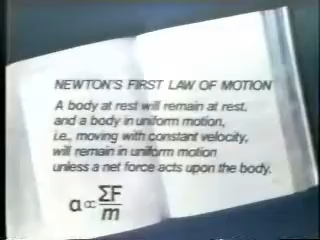 NEWTON'S FIRST LAW OF MOTION
A body at rest will remain at rest,
and a body in uniform motion,
i.e., moving with constant velocity,
will remain in uniform motion
unless a net force acts upon the body.
a ∝ ΣF/m